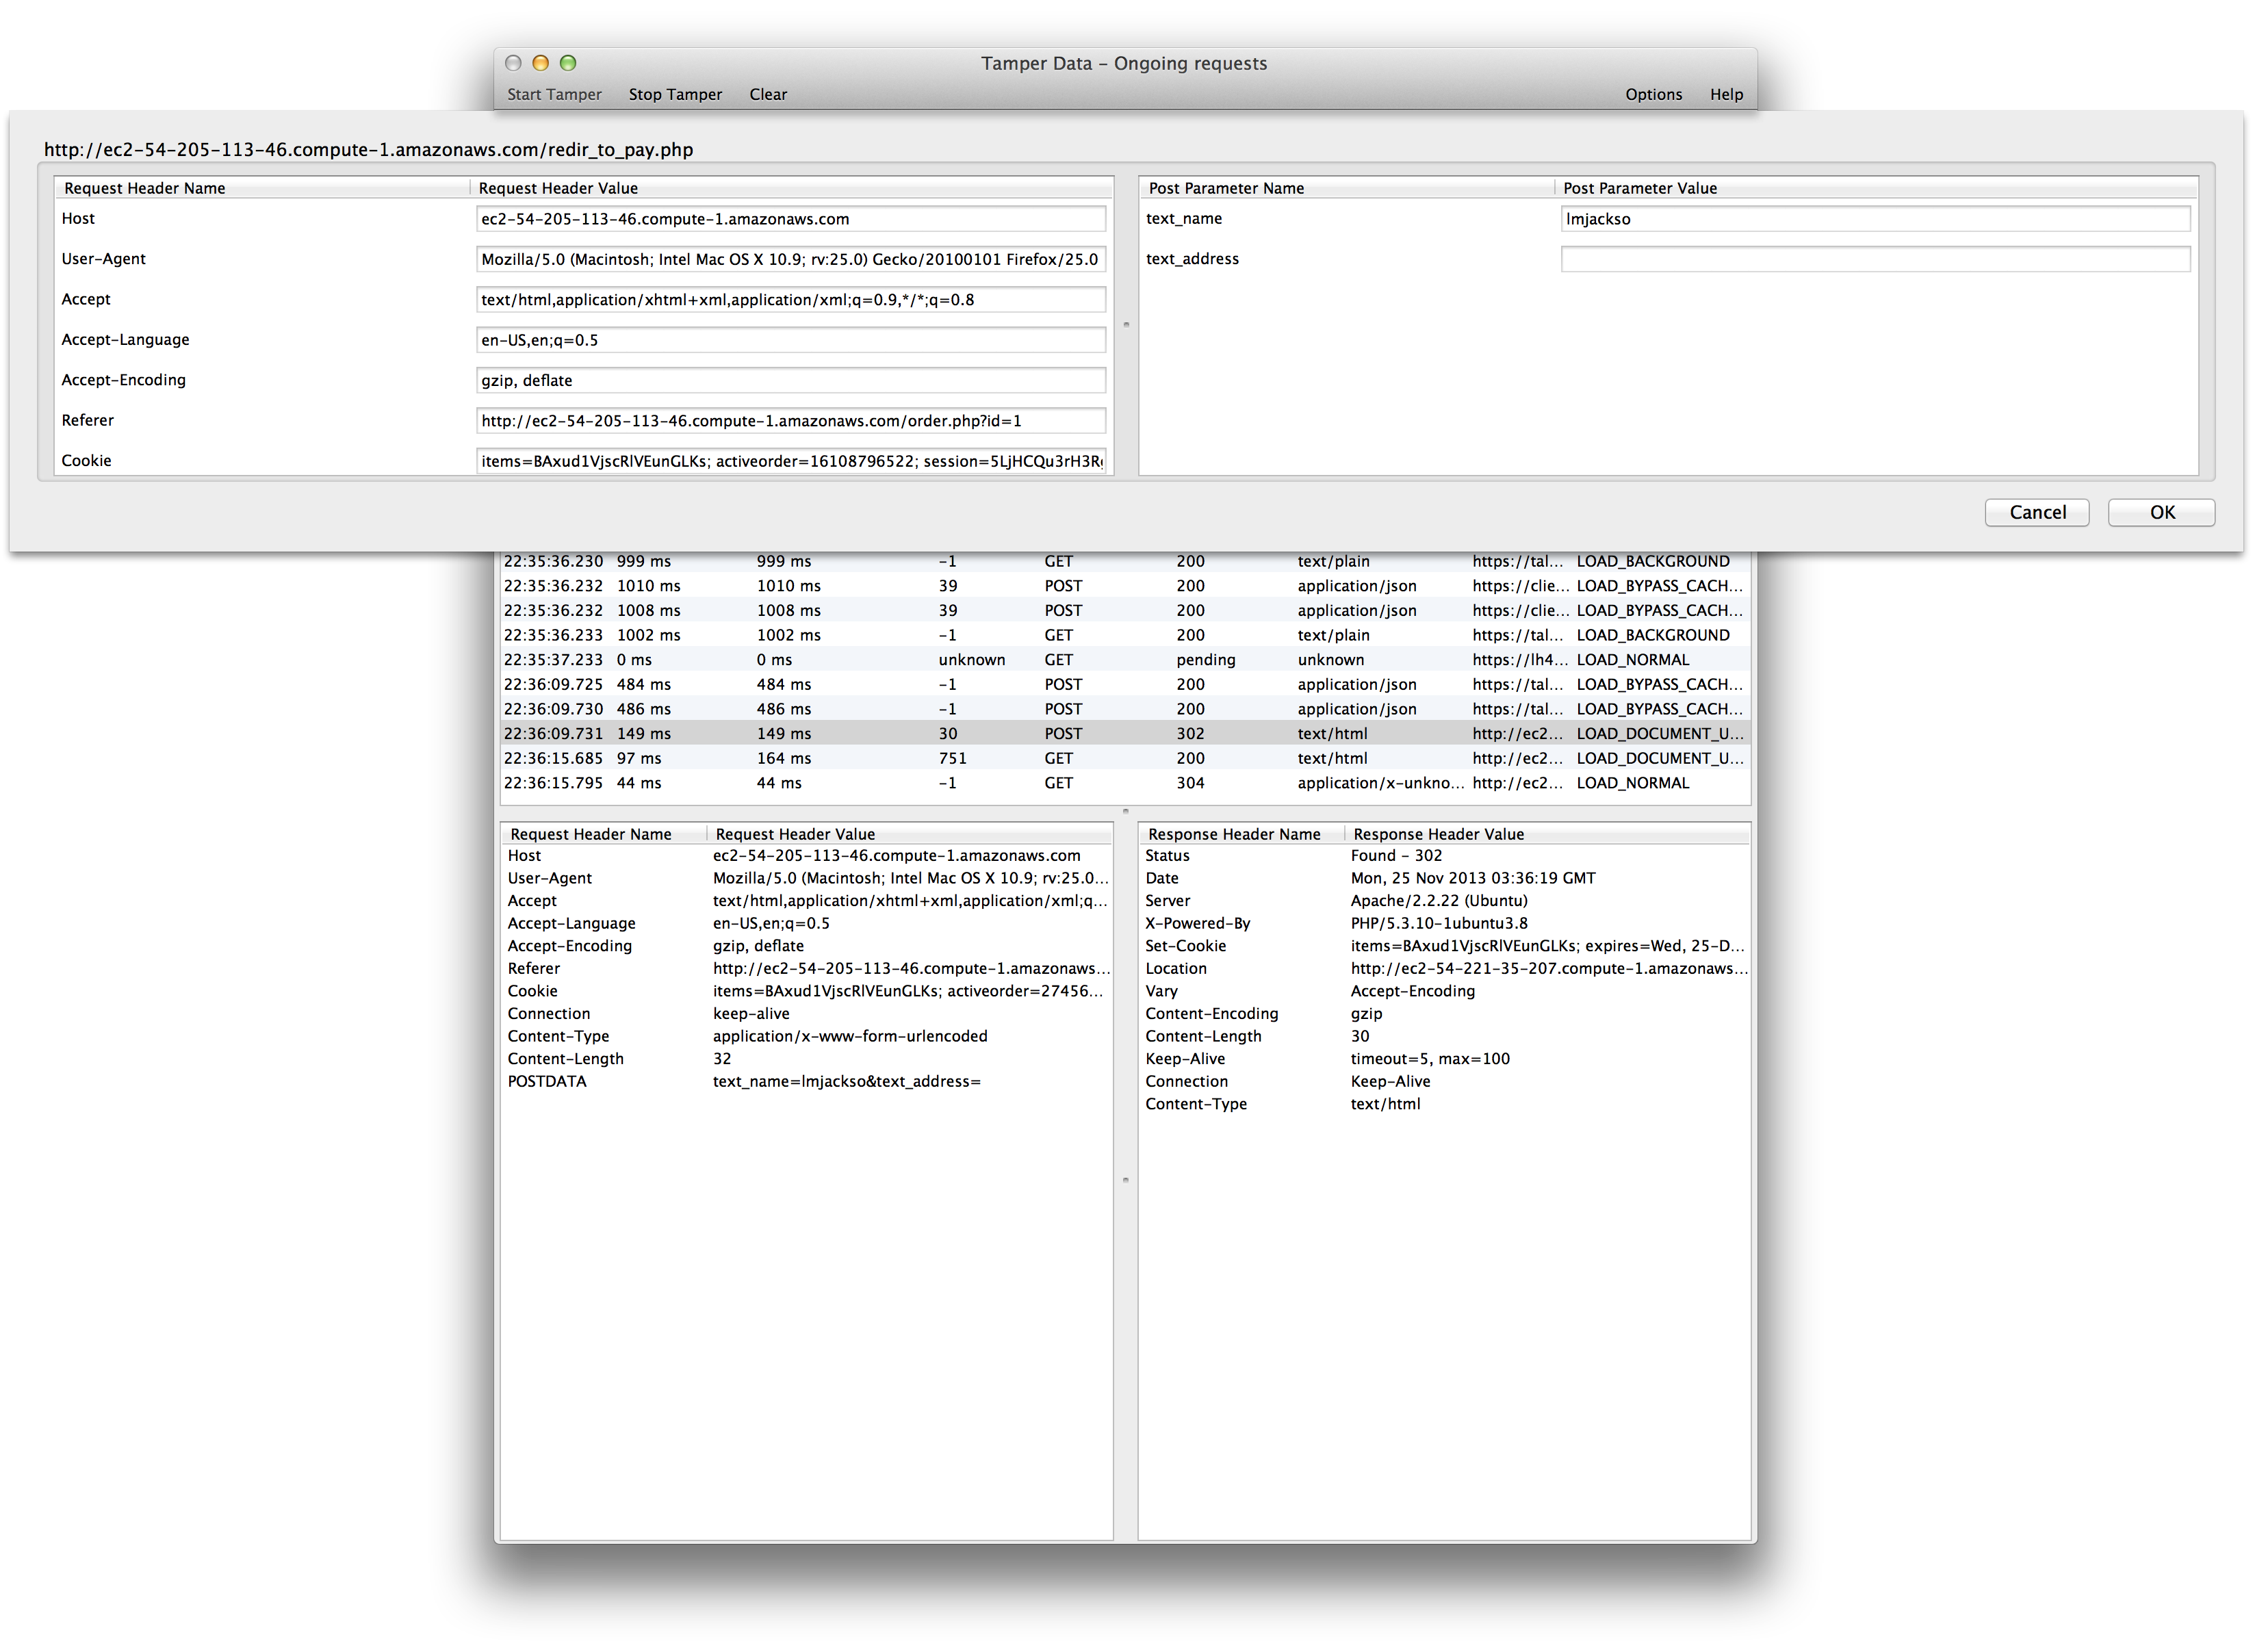 Tamper Data – Ongoing requests
Start Tamper Stop Tamper Clear Options Help
http://ec2-54-205-113-46.compute-1.amazonaws.com/redir_to_pay.php
Request Header Name Request Header Value Post Parameter Name Post Parameter Value
Host ec2-54-205-113-46.compute-1.amazonaws.com text_name lmjackso
User-Agent Mozilla/5.0 (Macintosh; Intel Mac OS X 10.9; rv:25.0) Gecko/20100101 Firefox/25.0 text_address
Accept text/html,application/xhtml+xml,application/xml;q=0.9,*/*;q=0.8
Accept-Language en-US,en;q=0.5
Accept-Encoding gzip, deflate
Referer http://ec2-54-205-113-46.compute-1.amazonaws.com/order.php?id=1
Cookie items=BAxud1VjscRlVEunGLKs; activeorder=16108796522; session=5LjHCQu3rH3R
Cancel OK
22:35:36.230 999 ms 999 ms -1 GET 200 text/plain https://tal... LOAD_BACKGROUND
22:35:36.232 1010 ms 1010 ms 39 POST 200 application/json https://clie... LOAD_BYPASS_CACH...
22:35:36.232 1008 ms 1008 ms 39 POST 200 application/json https://clie... LOAD_BYPASS_CACH...
22:35:36.233 1002 ms 1002 ms -1 GET 200 text/plain https://tal... LOAD_BACKGROUND
22:35:37.233 0 ms 0 ms unknown GET pending unknown https://lh4... LOAD_NORMAL
22:36:09.725 484 ms 484 ms -1 POST 200 application/json https://tal... LOAD_BYPASS_CACH...
22:36:09.730 486 ms 486 ms -1 POST 200 application/json https://tal... LOAD_BYPASS_CACH...
22:36:09.731 149 ms 149 ms 30 POST 302 text/html http://ec2... LOAD_DOCUMENT_U...
22:36:15.685 97 ms 164 ms 751 GET 200 text/html http://ec2... LOAD_DOCUMENT_U...
22:36:15.795 44 ms 44 ms -1 GET 304 application/x-unkno... http://ec2... LOAD_NORMAL
Request Header Name Request Header Value
Host ec2-54-205-113-46.compute-1.amazonaws.com
User-Agent Mozilla/5.0 (Macintosh; Intel Mac OS X 10.9; rv:25.0...
Accept text/html,application/xhtml+xml,application/xml;q...
Accept-Language en-US,en;q=0.5
Accept-Encoding gzip, deflate
Referer http://ec2-54-205-113-46.compute-1.amazonaws...
Cookie items=BAxud1VjscRlVEunGLKs; activeorder=27456...
Connection keep-alive
Content-Type application/x-www-form-urlencoded
Content-Length 32
POSTDATA text_name=lmjackso&text_address=
Response Header Name Response Header Value
Status Found - 302
Date Mon, 25 Nov 2013 03:36:19 GMT
Server Apache/2.2.22 (Ubuntu)
X-Powered-By PHP/5.3.10-1ubuntu3.8
Set-Cookie items=BAxud1VjscRlVEunGLKs; expires=Wed, 25-D...
Location http://ec2-54-221-35-207.compute-1.amazonaws...
Vary Accept-Encoding
Content-Encoding gzip
Content-Length 30
Keep-Alive timeout=5, max=100
Connection Keep-Alive
Content-Type text/html